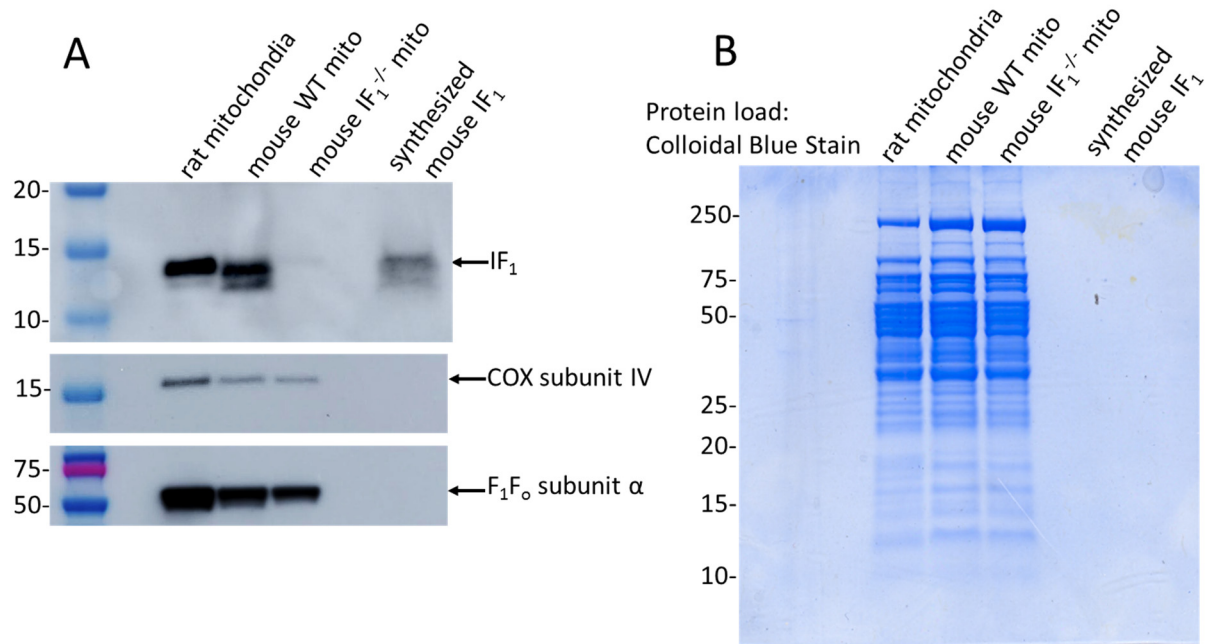 A
rat mitochondia
mouse WT mito
mouse IF₁⁻/⁻ mito
synthesized
mouse IF₁
20-
15-
10-
IF₁
15-
COX subunit IV
75-
50-
F₁Fₒ subunit α
B
Protein load:
Colloidal Blue Stain
rat mitochondria
mouse WT mito
mouse IF₁⁻/⁻ mito
synthesized
mouse IF₁
250-
75-
50-
25-
20-
15-
10-